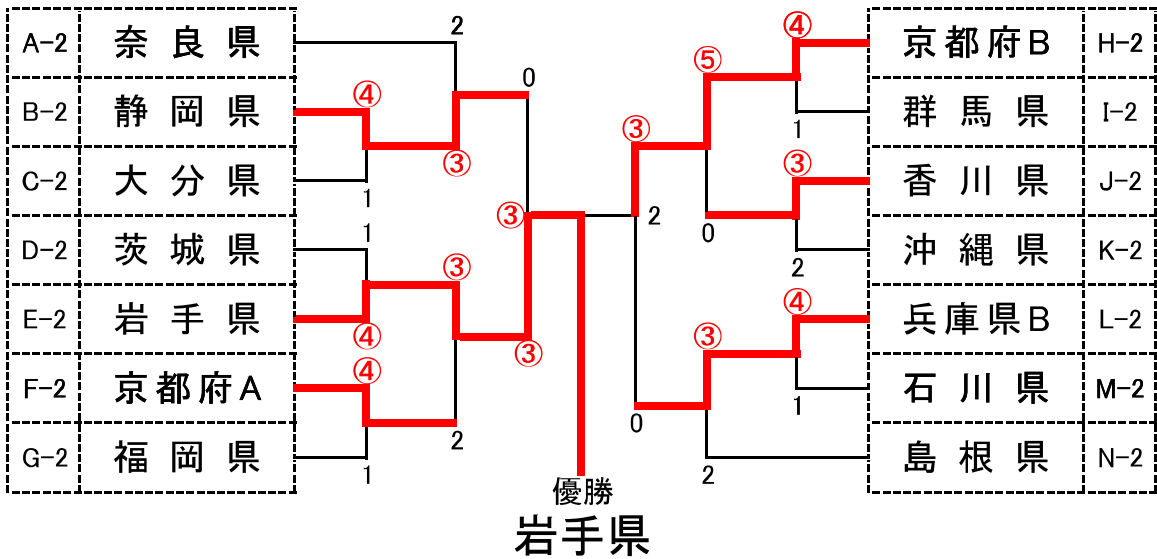 A-2 奈良県 2 ④ 京都府B H-2
0 ⑤
B-2 静岡県 ④ 群馬県 I-2
③ 1
③ ③
C-2 大分県 1 香川県 J-2
1 ③ 2 0
D-2 茨城県 沖縄県 K-2
③ 2
E-2 岩手県 ④ ④ 兵庫県B L-2
③ ③
F-2 京都府A ④ 石川県 M-2
0 1
G-2 福岡県 1 2 2 島根県 N-2
優勝
岩手県